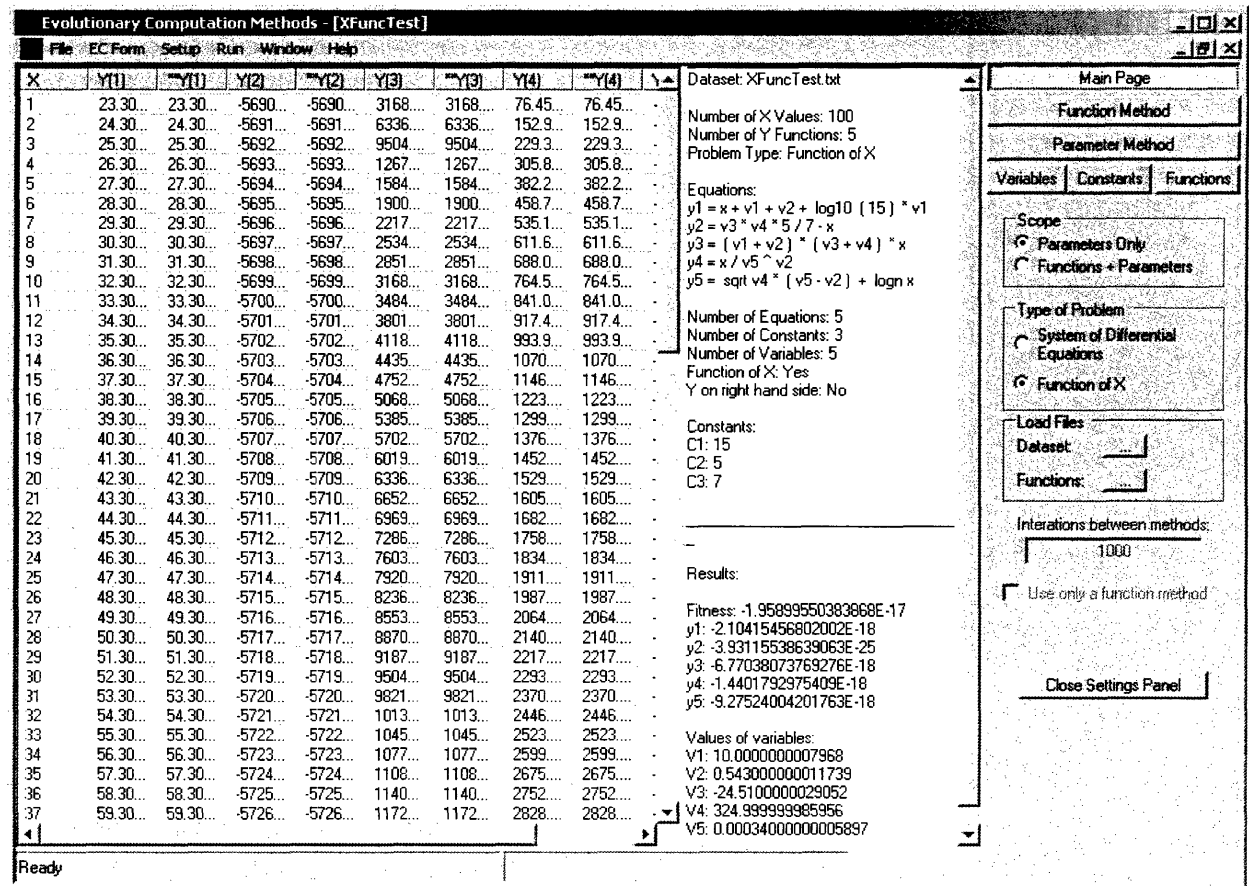 Evolutionary Computation Methods - [XFuncTest]
File EC Form Setup Run Window Help
X Y(1) ""Y(1) Y(2) ""Y(2) Y(3) ""Y(3) Y(4) ""Y(4)
1 23.30... 23.30... -5690... -5690... 3168.... 3168.... 76.45... 76.45... -
2 24.30... 24.30... -5691... -5691... 6336.... 6336.... 152.9... 152.9... -
3 25.30... 25.30... -5692... -5692... 9504.... 9504.... 229.3... 229.3... -
4 26.30... 26.30... -5693... -5693... 1267... 1267... 305.8... 305.8... -
5 27.30... 27.30... -5694... -5694... 1584... 1584... 382.2... 382.2... -
6 28.30... 28.30... -5695... -5695... 1900... 1900... 458.7... 458.7... -
7 29.30... 29.30... -5696... -5696... 2217... 2217... 535.1... 535.1... -
8 30.30... 30.30... -5697... -5697... 2534... 2534... 611.6... 611.6... -
9 31.30... 31.30... -5698... -5698... 2851... 2851... 688.0... 688.0... -
10 32.30... 32.30... -5699... -5699... 3168... 3168... 764.5... 764.5... -
11 33.30... 33.30... -5700... -5700... 3484... 3484... 841.0... 841.0... -
12 34.30... 34.30... -5701... -5701... 3801... 3801... 917.4... 917.4... -
13 35.30... 35.30... -5702... -5702... 4118... 4118... 993.9... 993.9... -
14 36.30... 36.30... -5703... -5703... 4435... 4435... 1070.... 1070.... -
15 37.30... 37.30... -5704... -5704... 4752... 4752... 1146.... 1146.... -
16 38.30... 38.30... -5705... -5705... 5068... 5068... 1223.... 1223.... -
17 39.30... 39.30... -5706... -5706... 5385... 5385... 1299.... 1299.... -
18 40.30... 40.30... -5707... -5707... 5702... 5702... 1376.... 1376.... -
19 41.30... 41.30... -5708... -5708... 6019... 6019... 1452.... 1452.... -
20 42.30... 42.30... -5709... -5709... 6336... 6336... 1529.... 1529.... -
21 43.30... 43.30... -5710... -5710... 6652... 6652... 1605.... 1605.... -
22 44.30... 44.30... -5711... -5711... 6969... 6969... 1682.... 1682.... -
23 45.30... 45.30... -5712... -5712... 7286... 7286... 1758.... 1758.... -
24 46.30... 46.30... -5713... -5713... 7603... 7603... 1834.... 1834.... -
25 47.30... 47.30... -5714... -5714... 7920... 7920... 1911.... 1911.... -
26 48.30... 48.30... -5715... -5715... 8236... 8236... 1987.... 1987.... -
27 49.30... 49.30... -5716... -5716... 8553... 8553... 2064.... 2064.... -
28 50.30... 50.30... -5717... -5717... 8870... 8870... 2140.... 2140.... -
29 51.30... 51.30... -5718... -5718... 9187... 9187... 2217.... 2217.... -
30 52.30... 52.30... -5719... -5719... 9504... 9504... 2293.... 2293.... -
31 53.30... 53.30... -5720... -5720... 9821... 9821... 2370.... 2370.... -
32 54.30... 54.30... -5721... -5721... 1013... 1013... 2446.... 2446.... -
33 55.30... 55.30... -5722... -5722... 1045... 1045... 2523.... 2523.... -
34 56.30... 56.30... -5723... -5723... 1077... 1077... 2599.... 2599.... -
35 57.30... 57.30... -5724... -5724... 1108... 1108... 2675.... 2675.... -
36 58.30... 58.30... -5725... -5725... 1140... 1140... 2752.... 2752.... -
37 59.30... 59.30... -5726... -5726... 1172... 1172... 2828.... 2828.... -
Dataset: XFuncTest.txt
Number of X Values: 100
Number of Y Functions: 5
Problem Type: Function of X
Equations:
y1 = x + v1 + v2 + log10 ( 15 ) * v1
y2 = v3 * v4 * 5 / 7 - x
y3 = ( v1 + v2 ) * ( v3 + v4 ) * x
y4 = x / v5 ^ v2
y5 = sqrt v4 * ( v5 - v2 ) + logn x
Number of Equations: 5
Number of Constants: 3
Number of Variables: 5
Function of X: Yes
Y on right hand side: No
Constants:
C1: 15
C2: 5
C3: 7
Results:
Fitness: -1.95899550383868E-17
y1: -2.10415456802002E-18
y2: -3.93115538639063E-25
y3: -6.77038073769276E-18
y4: -1.4401792975409E-18
y5: -9.27524004201763E-18
Values of variables:
V1: 10.0000000007968
V2: 0.543000000011739
V3: -24.5100000029052
V4: 324.999999985956
V5: 0.00034000000005897
Main Page
Function Method
Parameter Method
Variables Constants Functions
Scope
Parameters Only
Functions + Parameters
Type of Problem
System of Differential
Equations
Function of X
Load Files
Dataset: ...
Functions: ...
Interations between methods:
1000
Use only a function method
Close Settings Panel
Ready